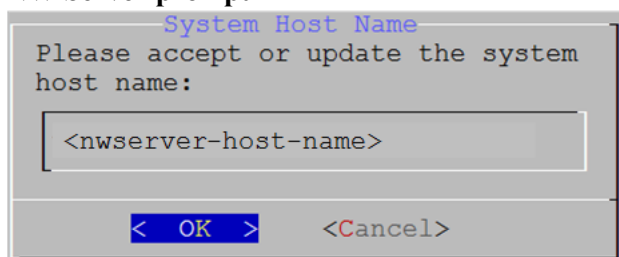 System Host Name
Please accept or update the system
host name:
<nwserver-host-name>
< OK > <Cancel>